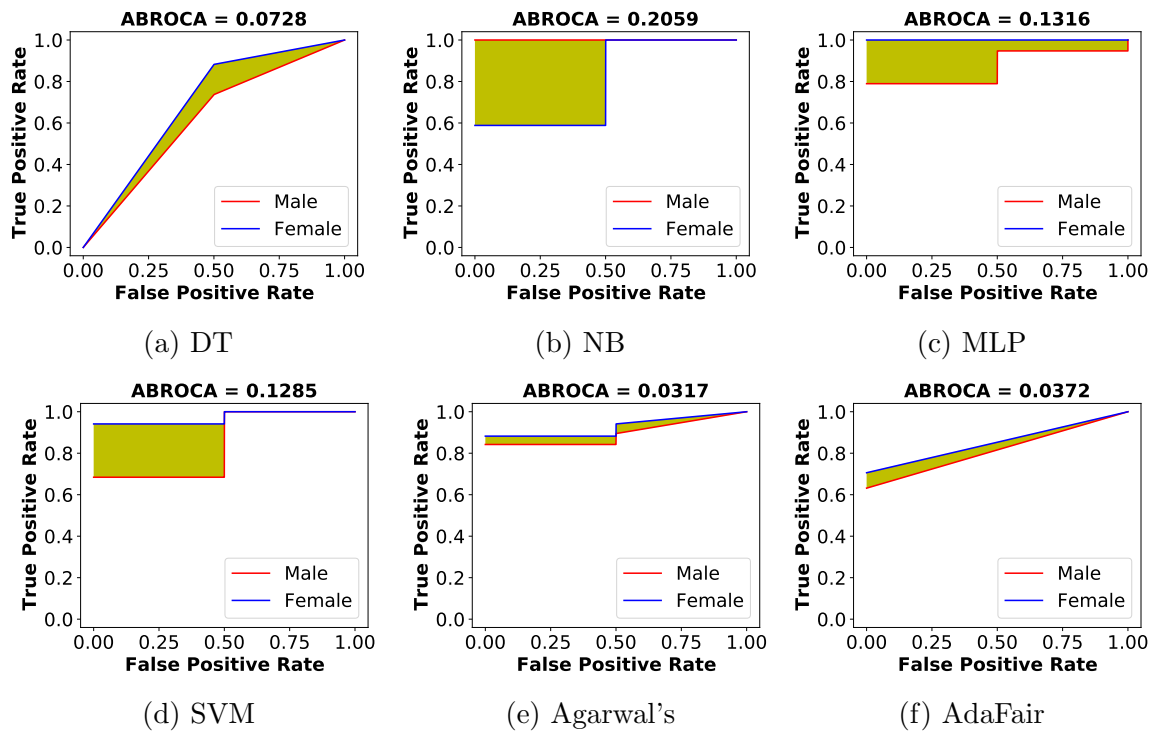 ABROCA = 0.0728
True Positive Rate
1.0
0.8
0.6
0.4
0.2
0.0
Male
Female
0.00 0.25 0.50 0.75 1.00
False Positive Rate
(a) DT
ABROCA = 0.2059
True Positive Rate
1.0
0.8
0.6
0.4
0.2
0.0
Male
Female
0.00 0.25 0.50 0.75 1.00
False Positive Rate
(b) NB
ABROCA = 0.1316
True Positive Rate
1.0
0.8
0.6
0.4
0.2
0.0
Male
Female
0.00 0.25 0.50 0.75 1.00
False Positive Rate
(c) MLP
ABROCA = 0.1285
True Positive Rate
1.0
0.8
0.6
0.4
0.2
0.0
Male
Female
0.00 0.25 0.50 0.75 1.00
False Positive Rate
(d) SVM
ABROCA = 0.0317
True Positive Rate
1.0
0.8
0.6
0.4
0.2
0.0
Male
Female
0.00 0.25 0.50 0.75 1.00
False Positive Rate
(e) Agarwal's
ABROCA = 0.0372
True Positive Rate
1.0
0.8
0.6
0.4
0.2
0.0
Male
Female
0.00 0.25 0.50 0.75 1.00
False Positive Rate
(f) AdaFair